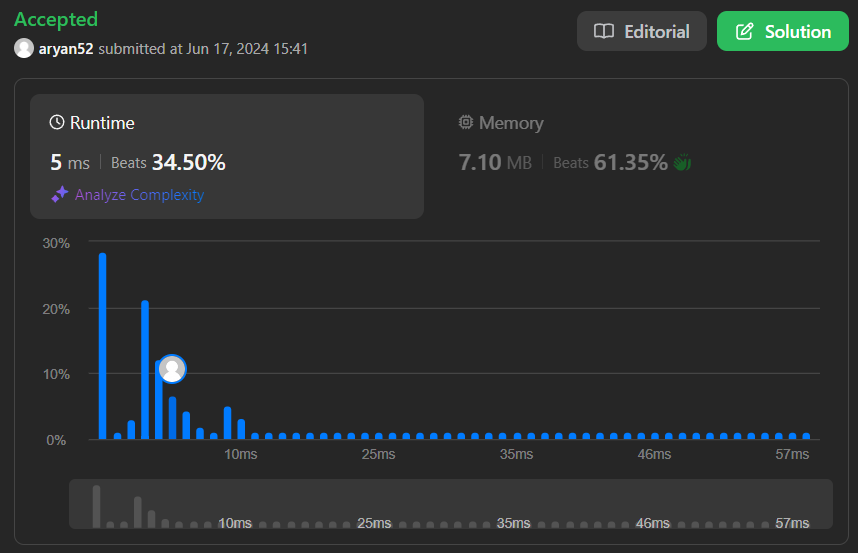 Accepted
aryan52 submitted at Jun 17, 2024 15:41
Editorial
Solution
Runtime
5 ms Beats 34.50%
Analyze Complexity
Memory
7.10 MB Beats 61.35%
30%
20%
10%
0%
10ms 25ms 35ms 46ms 57ms
10ms 25ms 35ms 46ms 57ms